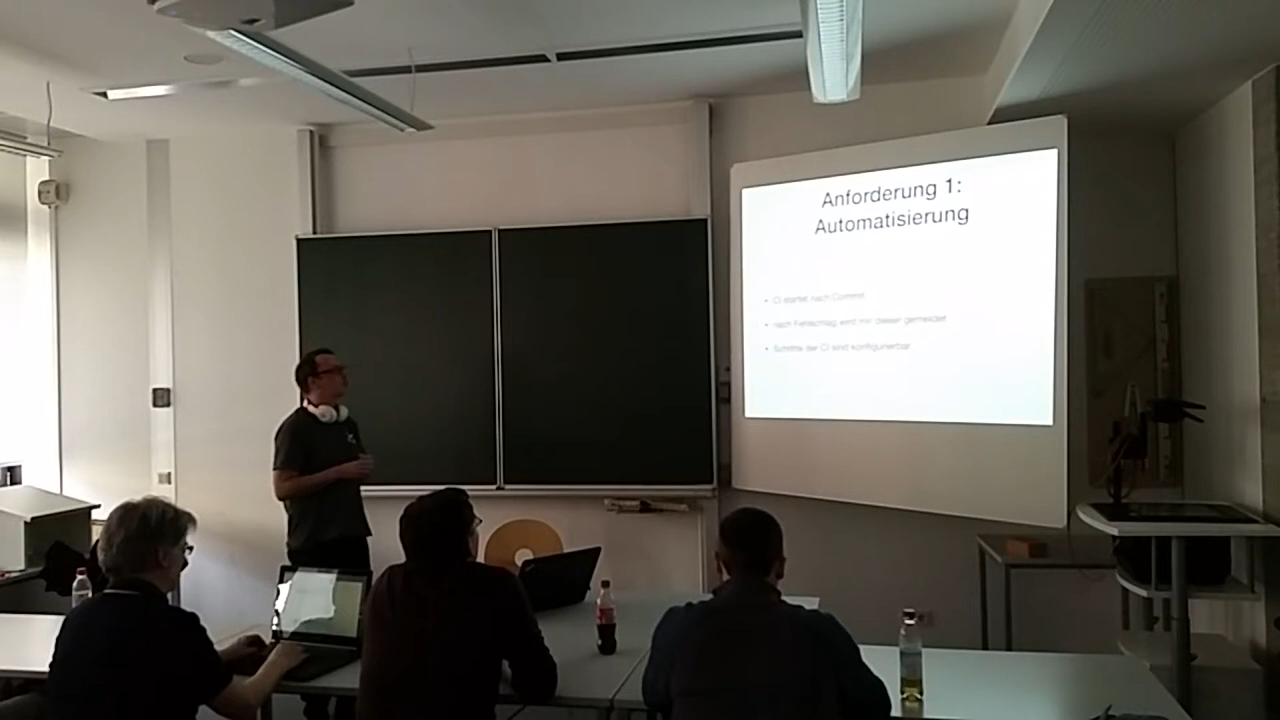 Anforderung 1:
Automatisierung
• CI startet nach Commit
• nach Fehlschlag wird mir dieser gemeldet
• Schritte der CI sind konfigurierbar